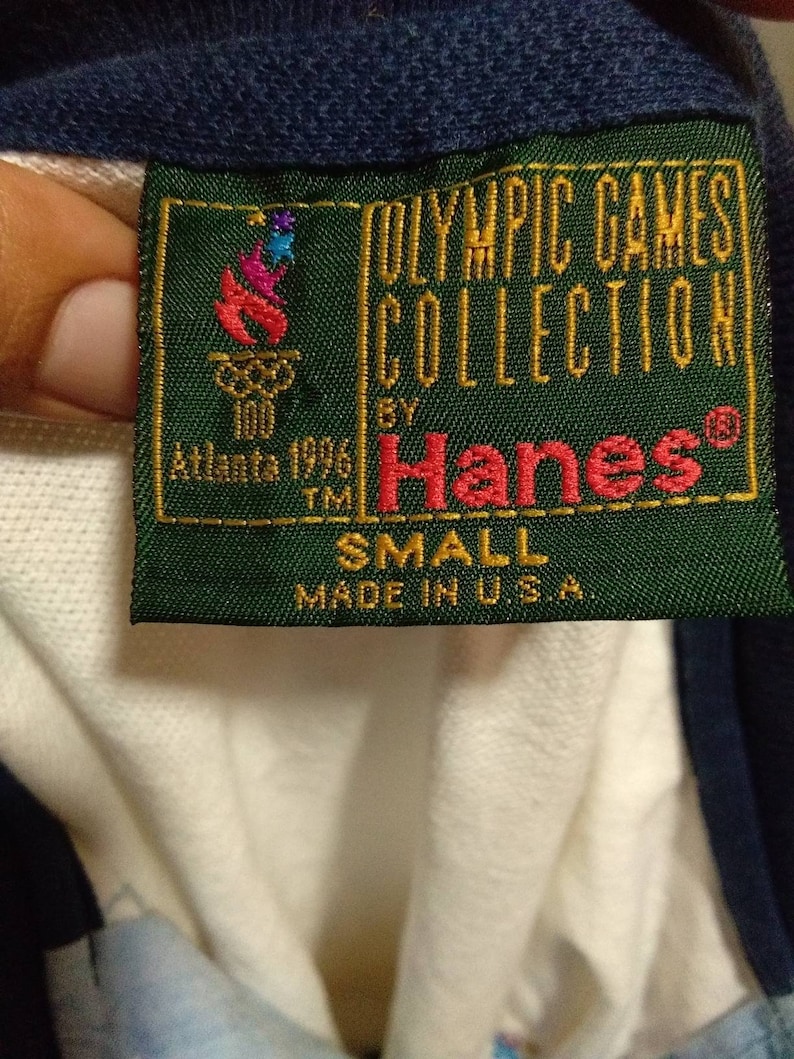 OLYMPIC GAMES
COLLECTION
BY
Hanes®
100
Atlanta 1996
TM
SMALL
MADE IN U.S.A.